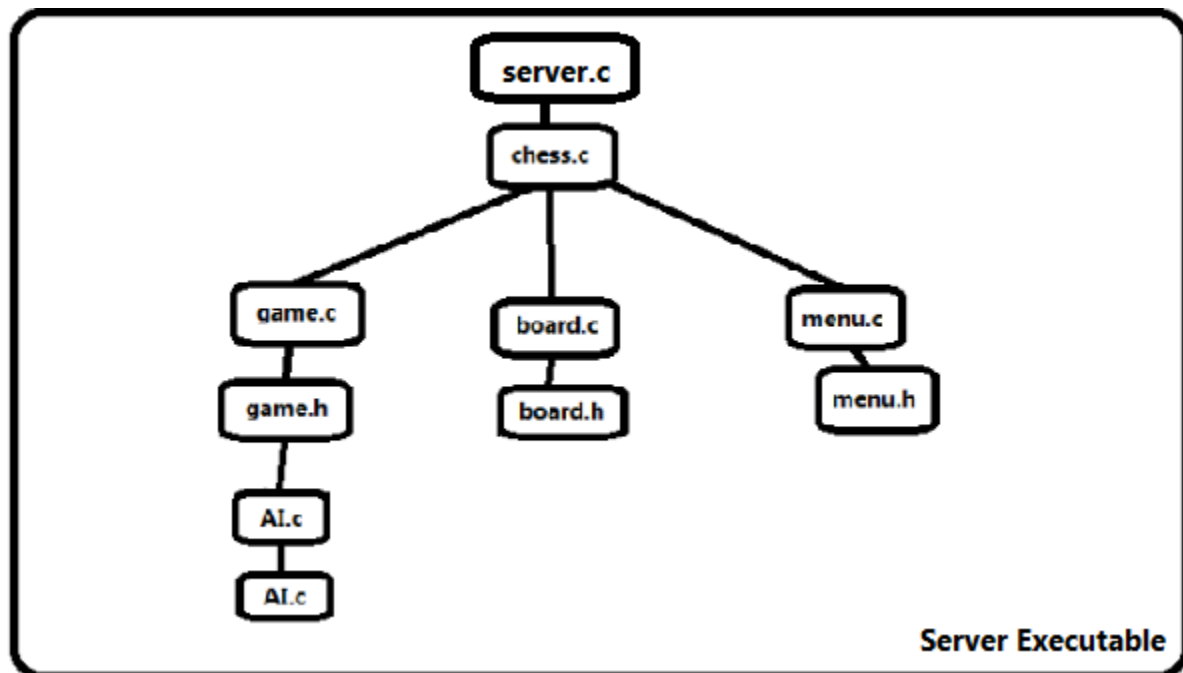 server.c
chess.c
game.c
board.c
menu.c
game.h
board.h
menu.h
AI.c
AI.c
Server Executable